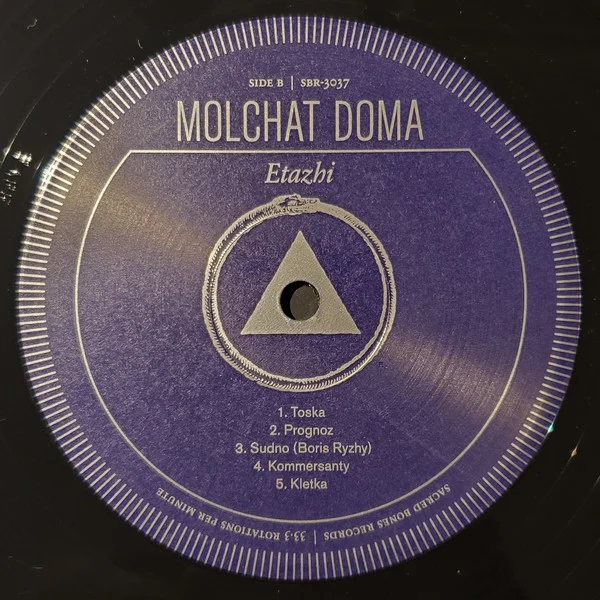 SIDE B | SBR-3037
MOLCHAT DOMA
Etazhi
1. Toska
2. Prognoz
3. Sudno (Boris Ryzhy)
4. Kommersanty
5. Kletka
SACRED BONES RECORDS | 33.3 ROTATIONS PER MINUTE